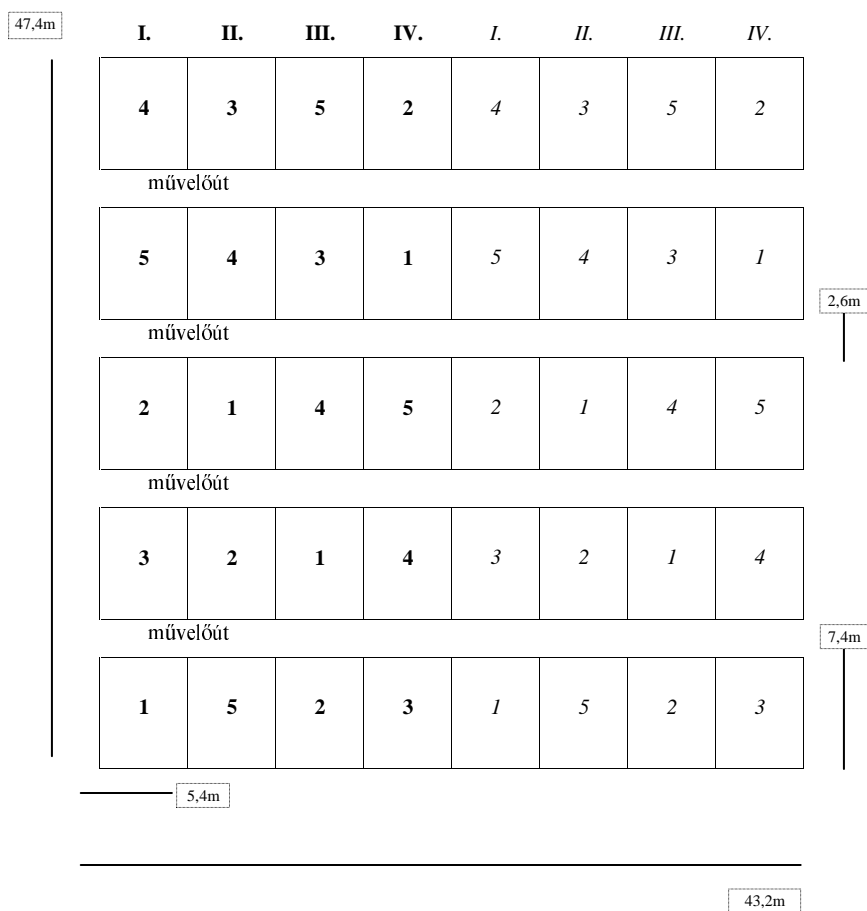 47,4m
I. II. III. IV. I. II. III. IV.
4 3 5 2 4 3 5 2
művelőút
5 4 3 1 5 4 3 1
2,6m
művelőút
2 1 4 5 2 1 4 5
művelőút
3 2 1 4 3 2 1 4
művelőút
7,4m
1 5 2 3 1 5 2 3
5,4m
43,2m